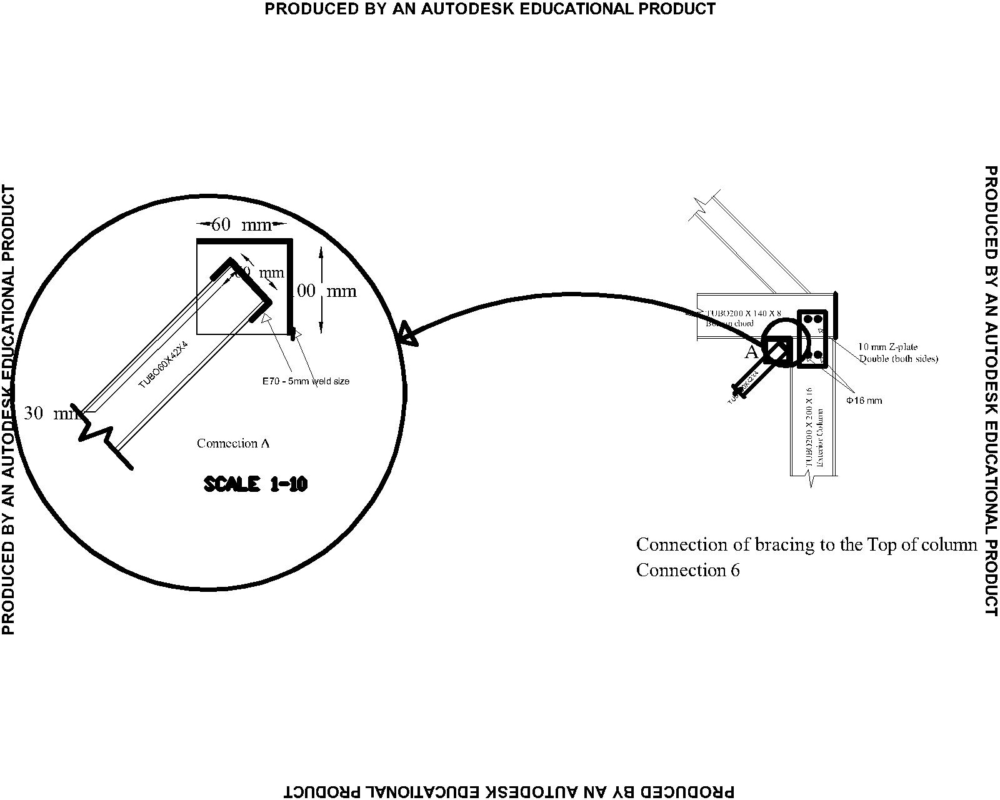 PRODUCED BY AN AUTODESK EDUCATIONAL PRODUCT
PRODUCED BY AN AUTODESK EDUCATIONAL PRODUCT
PRODUCED BY AN AUTODESK EDUCATIONAL PRODUCT
60 mm
mm
00 mm
TUBO60X42X4
E70 - 5mm weld size
30 mm
Connection A
SCALE 1-10
TUBO200 X 140 X 8
Bottom chord
A
10 mm Z-plate
Double (both sides)
Φ16 mm
TUBO200 X 200 X 16
Exterior Column
Connection of bracing to the Top of column
Connection 6
PRODUCED BY AN AUTODESK EDUCATIONAL PRODUCT